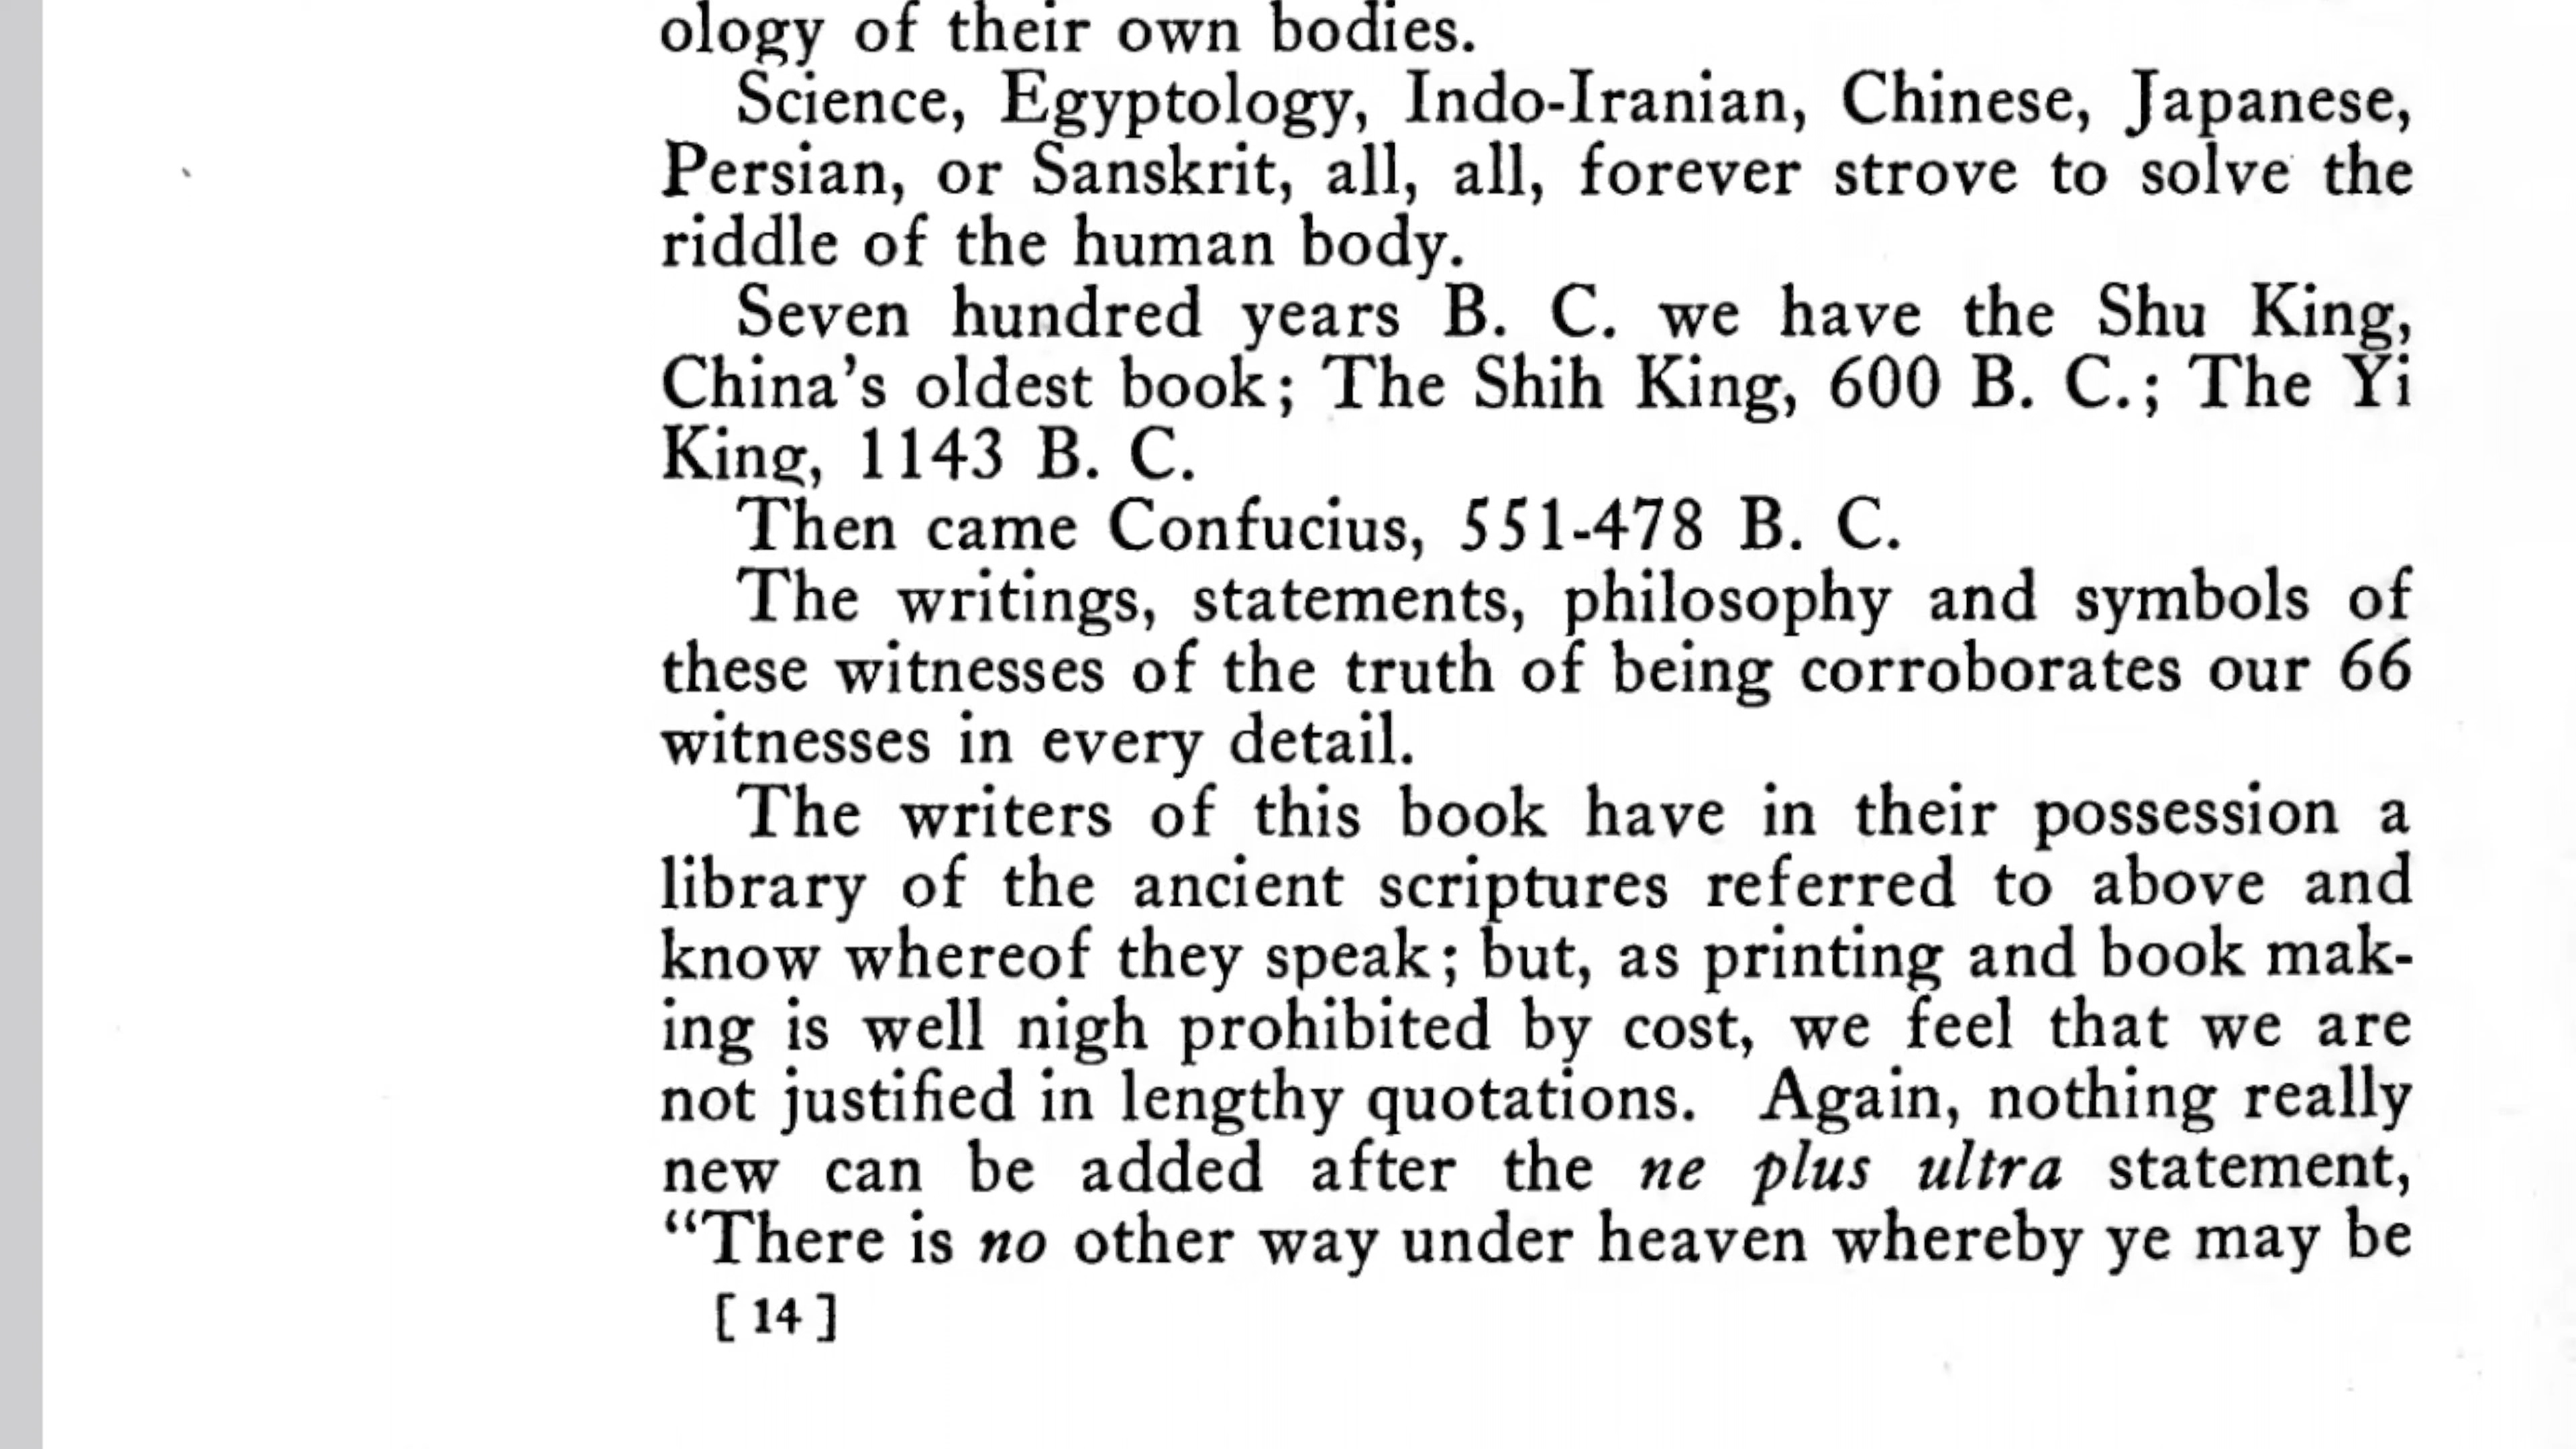 ology of their own bodies.
Science, Egyptology, Indo-Iranian, Chinese, Japanese,
Persian, or Sanskrit, all, all, forever strove to solve the
riddle of the human body.
Seven hundred years B. C. we have the Shu King,
China's oldest book; The Shih King, 600 B. C.; The Yi
King, 1143 B. C.
Then came Confucius, 551-478 B. C.
The writings, statements, philosophy and symbols of
these witnesses of the truth of being corroborates our 66
witnesses in every detail.
The writers of this book have in their possession a
library of the ancient scriptures referred to above and
know whereof they speak; but, as printing and book mak-
ing is well nigh prohibited by cost, we feel that we are
not justified in lengthy quotations. Again, nothing really
new can be added after the ne plus ultra statement,
"There is no other way under heaven whereby ye may be
[ 14 ]